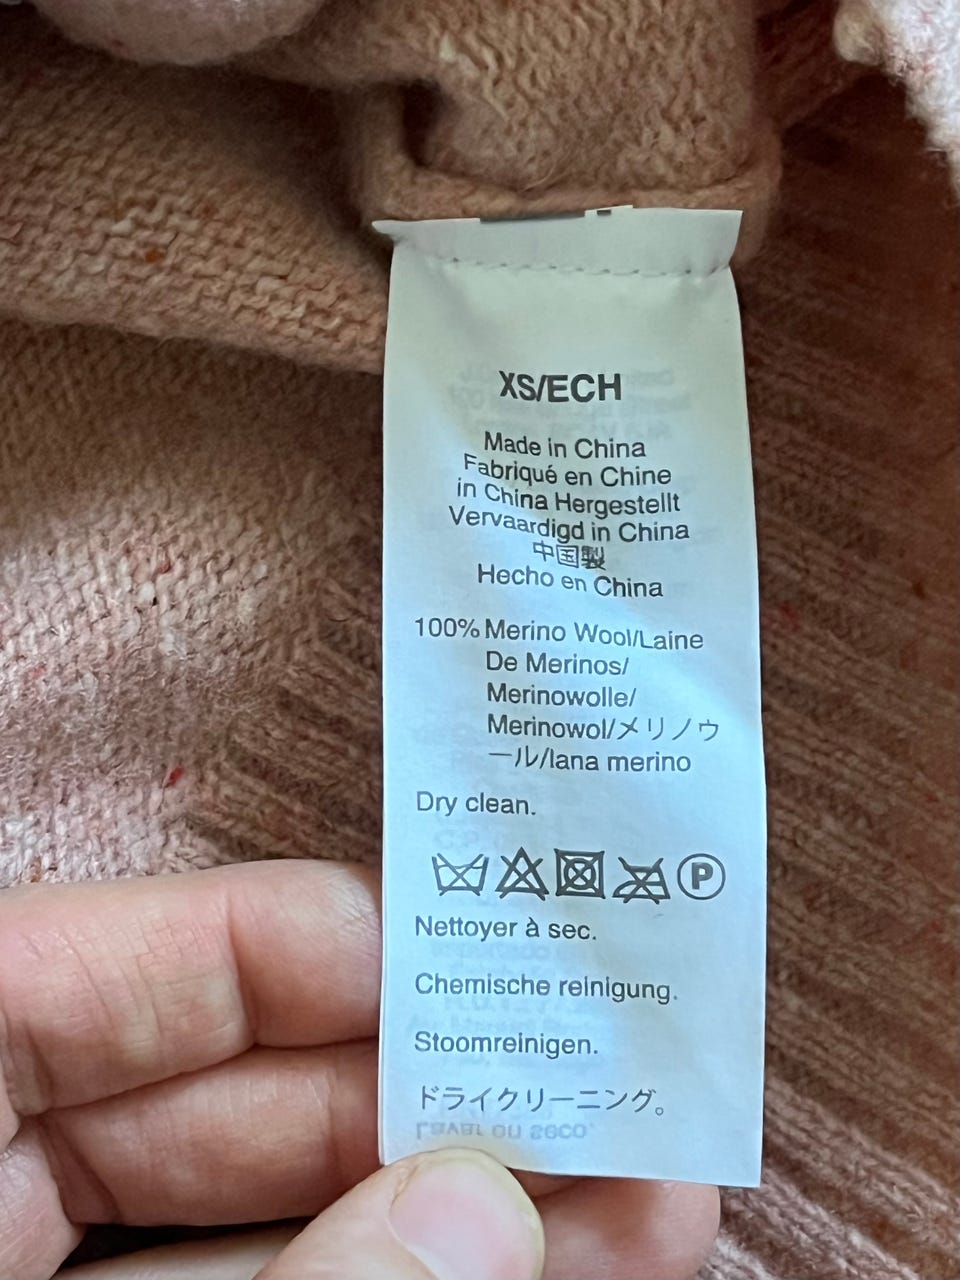 XS/ECH
Made in China
Fabriqué en Chine
in China Hergestellt
Vervaardigd in China
中国製
Hecho en China
100% Merino Wool/Laine
De Merinos/
Merinowolle/
Merinowol/メリノウ
ール/lana merino
Dry clean.
P
Nettoyer à sec.
Chemische reinigung.
Stoomreinigen.
ドライクリーニング。